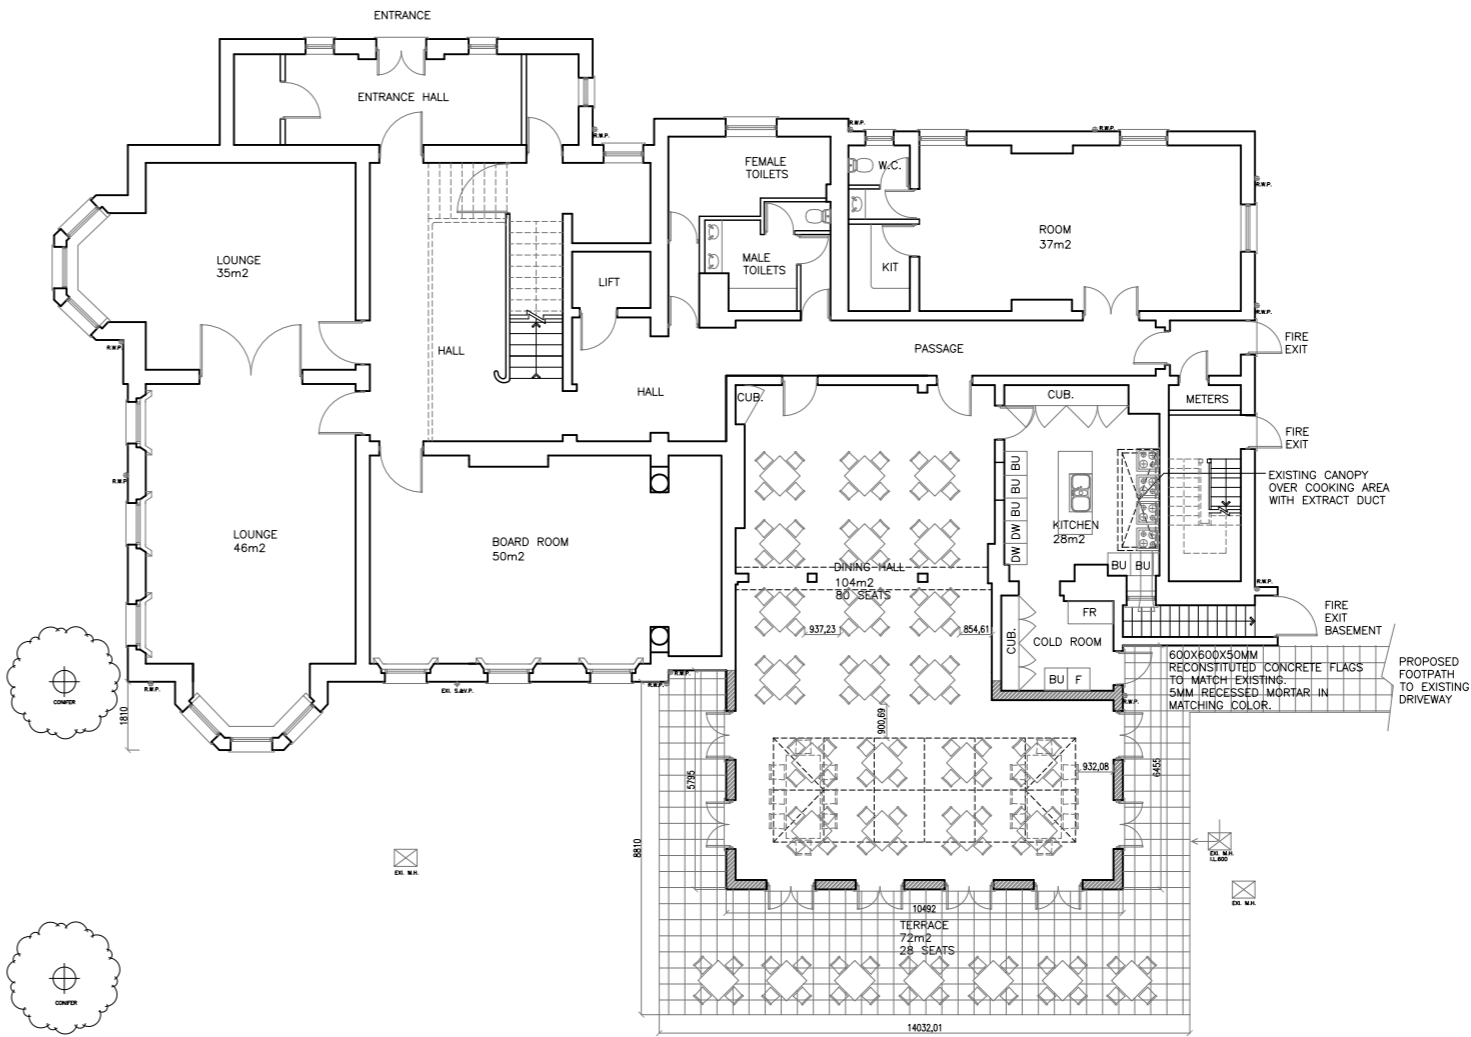 ENTRANCE
ENTRANCE HALL
R.W.P.
R.W.P.
R.W.P.
FEMALE
TOILETS
W.C.
R.W.P.
ROOM
37m2
LOUNGE
35m2
MALE
TOILETS
KIT
LIFT
R.W.P.
R.W.P.
HALL
PASSAGE
FIRE
EXIT
HALL
CUB.
CUB.
METERS
FIRE
EXIT
R.W.P.
BU
BU
BU
DW
DW
EXISTING CANOPY
OVER COOKING AREA
WITH EXTRACT DUCT
LOUNGE
46m2
BOARD ROOM
50m2
KITCHEN
28m2
BU
BU
DINING HALL
104m2
80 SEATS
R.W.P.
FR
937,23
854,61
CUB.
COLD ROOM
FIRE
EXIT
BASEMENT
BU
F
600X600X50MM
RECONSTITUTED CONCRETE FLAGS
TO MATCH EXISTING.
5MM RECESSED MORTAR IN
MATCHING COLOR.
PROPOSED
FOOTPATH
TO EXISTING
DRIVEWAY
R.W.P.
EXI. S.&V.P.
R.W.P.
R.W.P.
R.W.P.
CONIFER
1810
900,69
5795
932,08
6455
8810
EXI. M.H.
EXI. M.H.
I.L.600
EXI. M.H.
10492
TERRACE
72m2
28 SEATS
CONIFER
14032,01